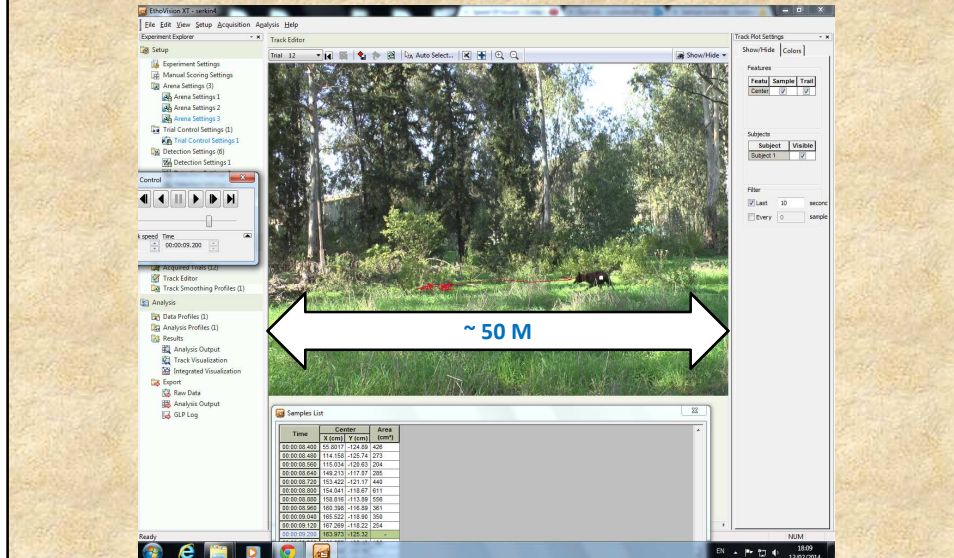 EthoVision XT - serkin4
File Edit View Setup Acquisition Analysis Help
Experiment Explorer
Setup
Experiment Settings
Manual Scoring Settings
Arena Settings (3)
Arena Settings 1
Arena Settings 2
Arena Settings 3
Trial Control Settings (1)
Trial Control Settings 1
Detection Settings (6)
Detection Settings 1
Control
speed Time
00:00:09.200
Acquired Trials (12)
Track Editor
Track Smoothing Profiles (1)
Analysis
Data Profiles (1)
Analysis Profiles (1)
Results
Analysis Output
Track Visualization
Integrated Visualization
Export
Raw Data
Analysis Output
GLP Log
Ready
Track Editor
Trial 12 Auto Select... Show/Hide
~ 50 M
Samples List
Time Center Area
X (cm) Y (cm) (cm²)
00:00:08.400 55.8017 -124.89 426
00:00:08.480 114.158 -125.74 273
00:00:08.560 115.034 -120.63 204
00:00:08.640 149.213 -117.07 285
00:00:08.720 153.422 -121.17 440
00:00:08.800 154.041 -118.67 611
00:00:08.880 158.816 -113.89 556
00:00:08.960 160.398 -116.89 361
00:00:09.040 165.522 -118.90 350
00:00:09.120 167.269 -118.22 254
00:00:09.200 163.973 -125.32 -
Track Plot Settings
Show/Hide Colors
Features
Featu Sample Trail
Center
Subjects
Subject Visible
Subject 1
Filter
Last 10 second
Every 0 sample
NUM
EN 18:09
12/02/2014